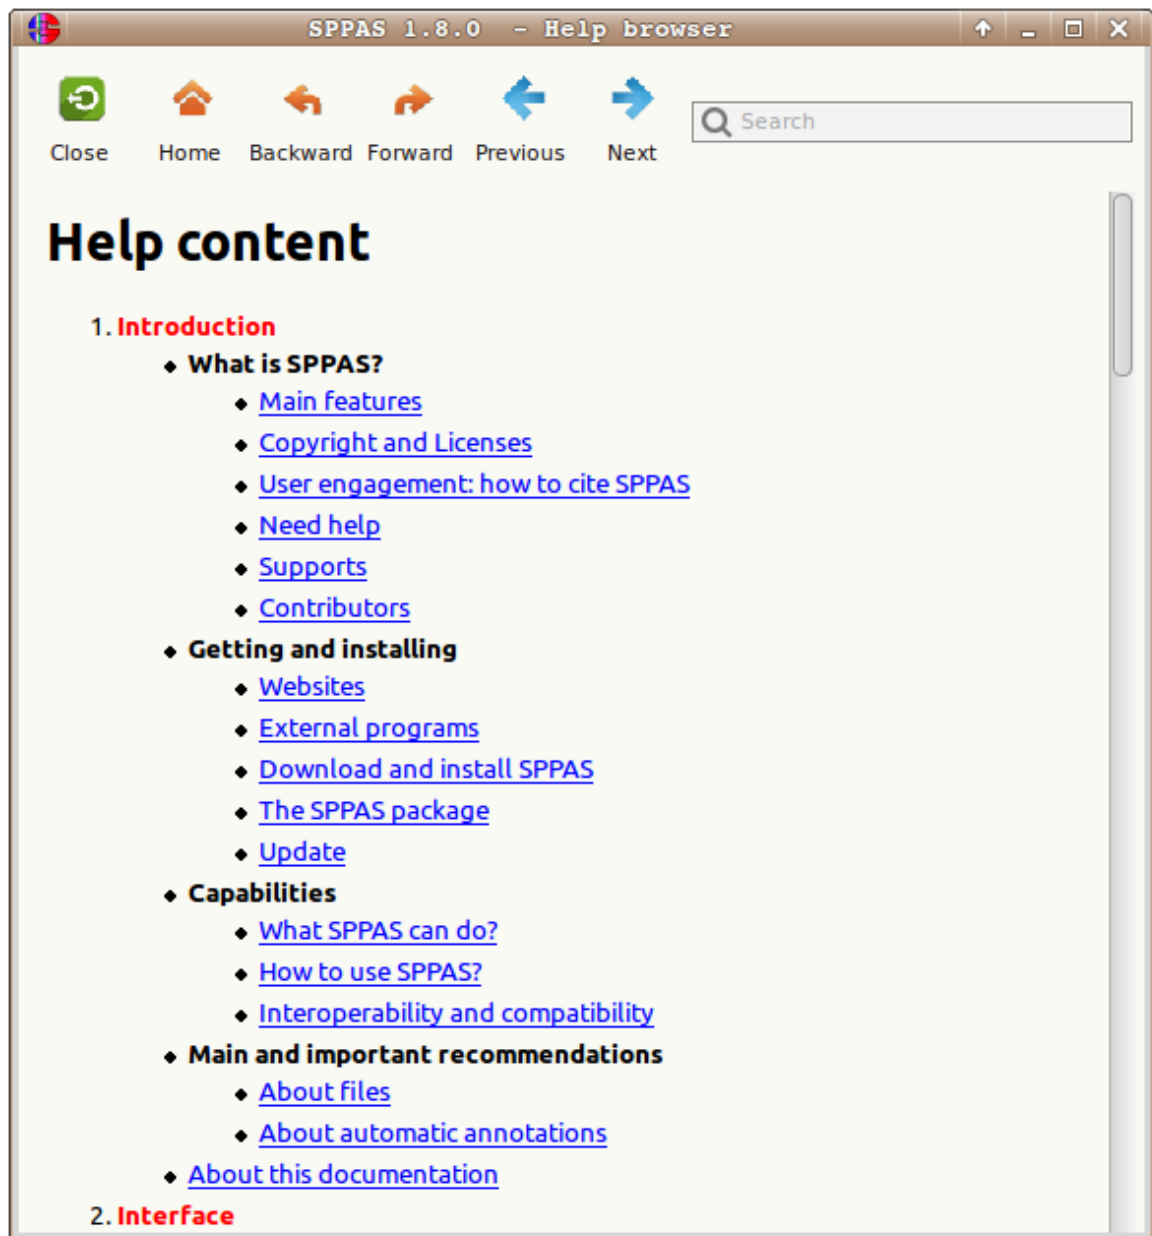 SPPAS 1.8.0 - Help browser
Close Home Backward Forward Previous Next Search
Help content
1. Introduction
What is SPPAS?
Main features
Copyright and Licenses
User engagement: how to cite SPPAS
Need help
Supports
Contributors
Getting and installing
Websites
External programs
Download and install SPPAS
The SPPAS package
Update
Capabilities
What SPPAS can do?
How to use SPPAS?
Interoperability and compatibility
Main and important recommendations
About files
About automatic annotations
About this documentation
2. Interface